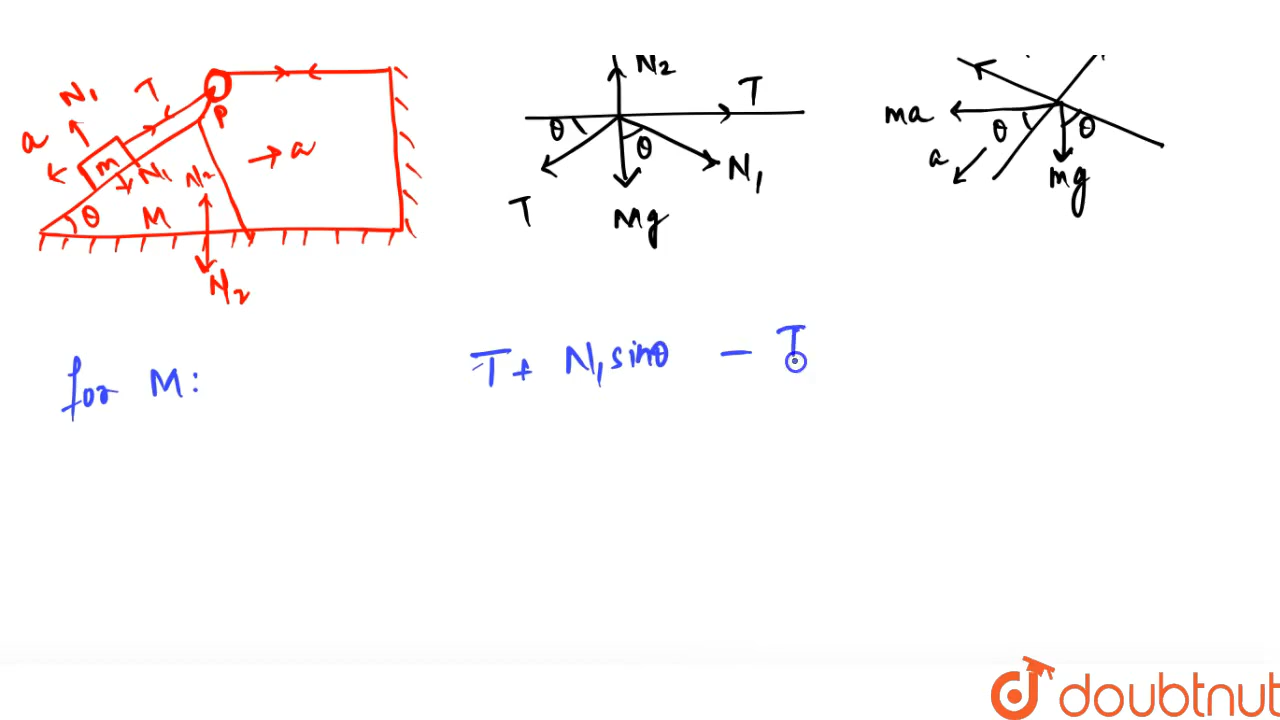 N₁ T
a P
m N₁ N₂ → a
θ M
N₂
N₂
T
θ θ
N₁
T Mg
ma θ θ
a
mg
for M: T + N₁ sinθ − T
doubtnut